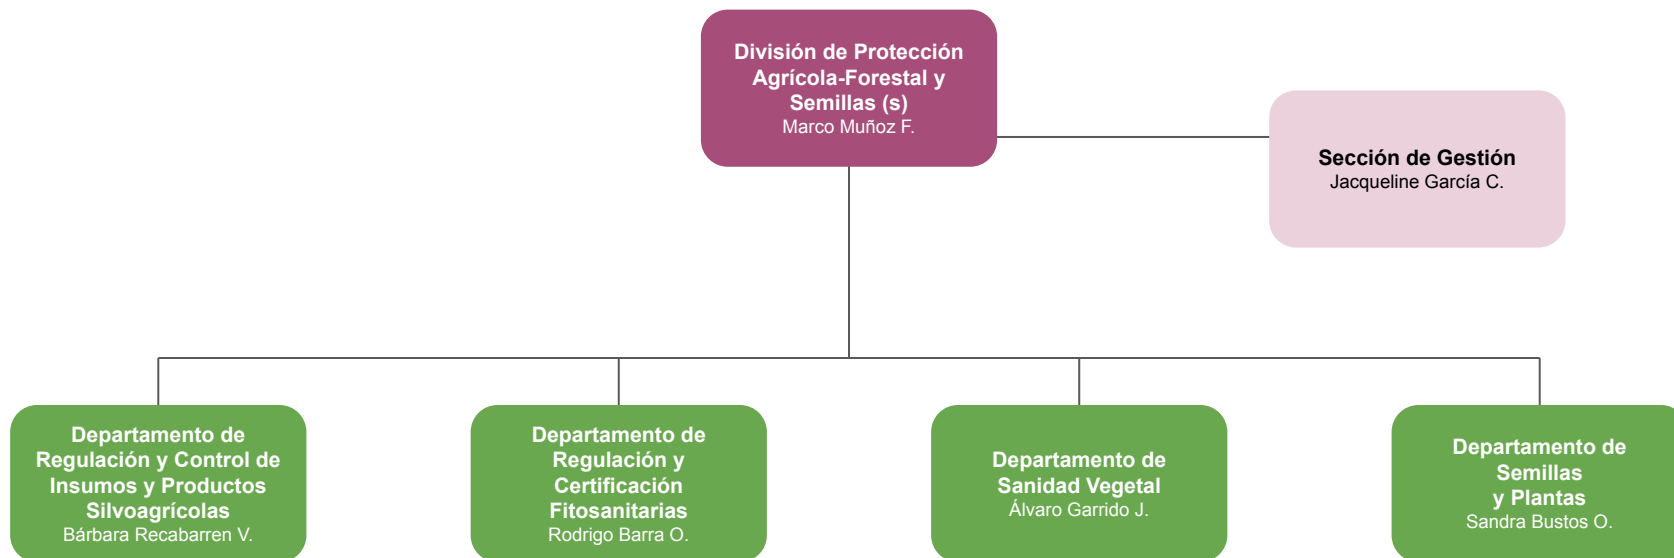 División de Protección
Agrícola-Forestal y
Semillas (s)
Marco Muñoz F.
Sección de Gestión
Jacqueline García C.
Departamento de
Regulación y Control de
Insumos y Productos
Silvoagrícolas
Bárbara Recabarren V.
Departamento de
Regulación y
Certificación
Fitosanitarias
Rodrigo Barra O.
Departamento de
Sanidad Vegetal
Álvaro Garrido J.
Departamento de
Semillas
y Plantas
Sandra Bustos O.